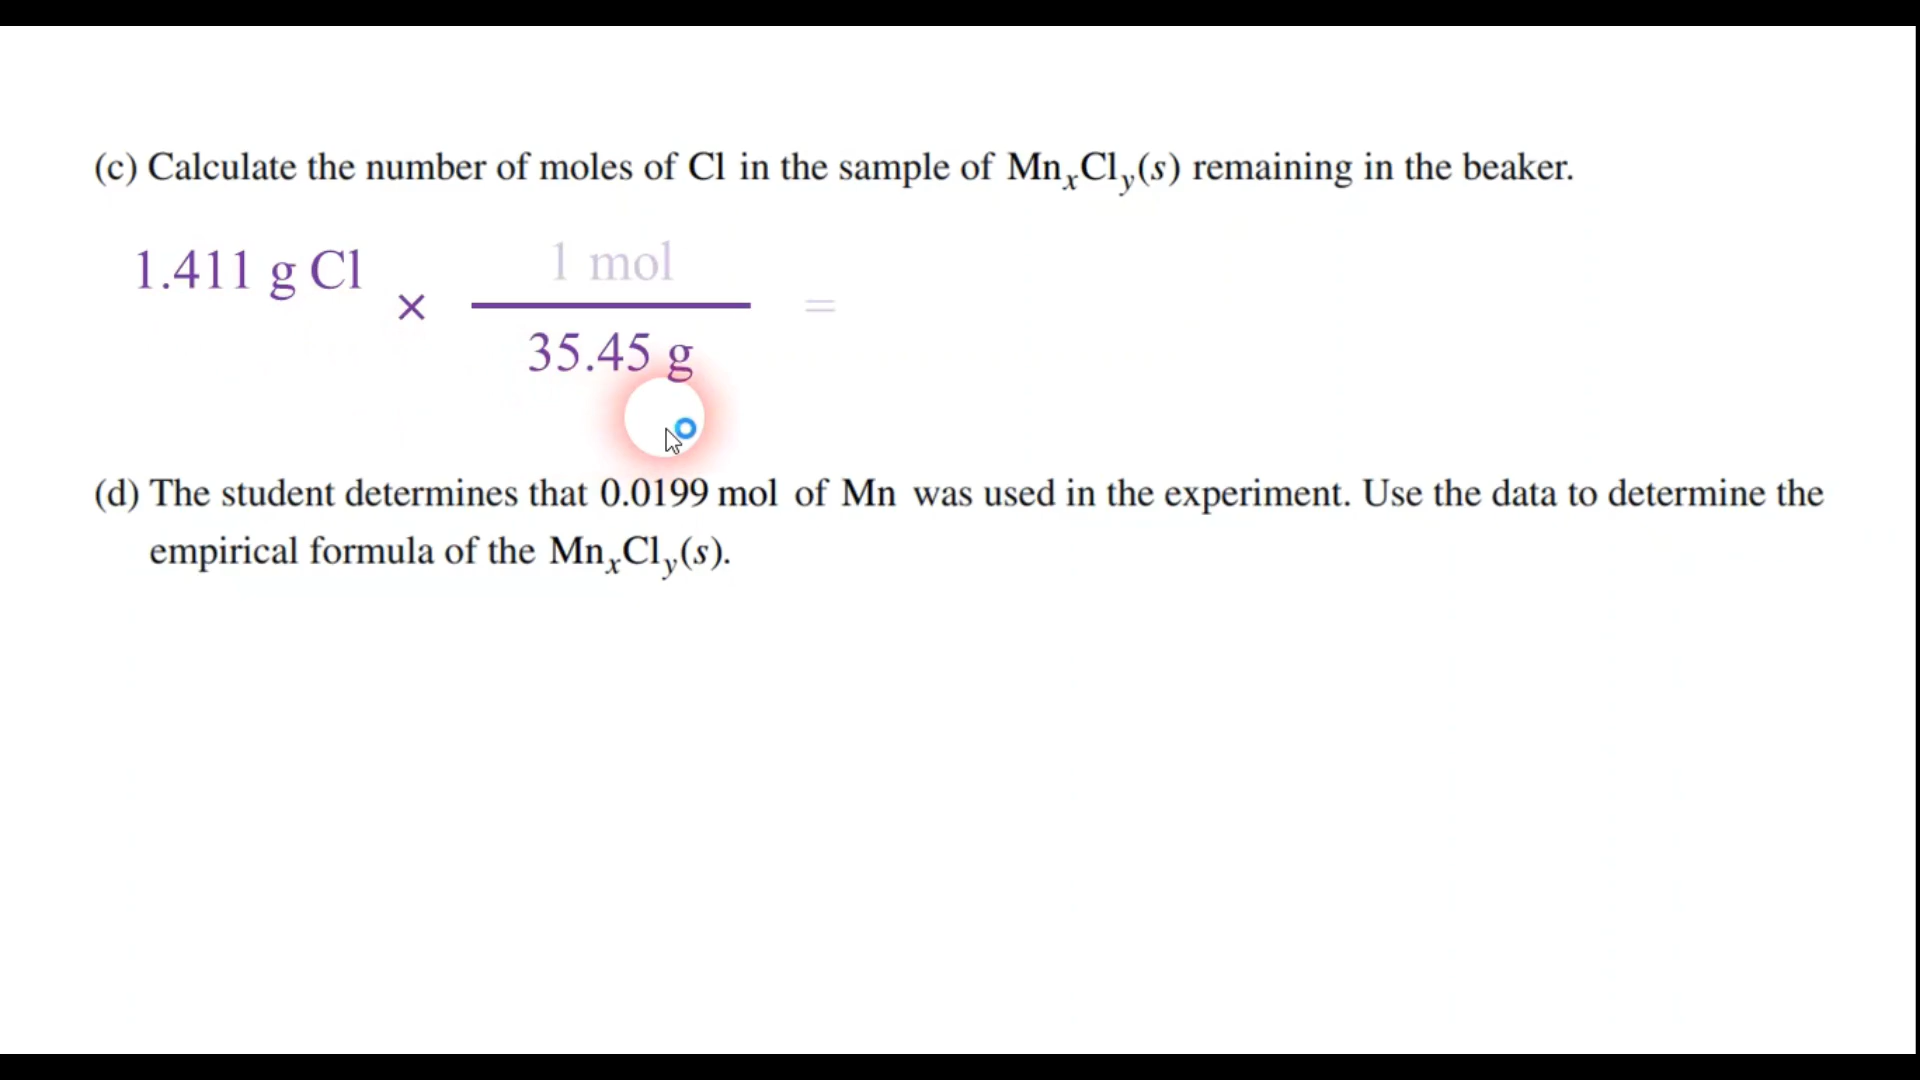 (c) Calculate the number of moles of Cl in the sample of MnₓClᵧ(s) remaining in the beaker.
1.411 g Cl × 1 mol =
35.45 g
(d) The student determines that 0.0199 mol of Mn was used in the experiment. Use the data to determine the
empirical formula of the MnₓClᵧ(s).